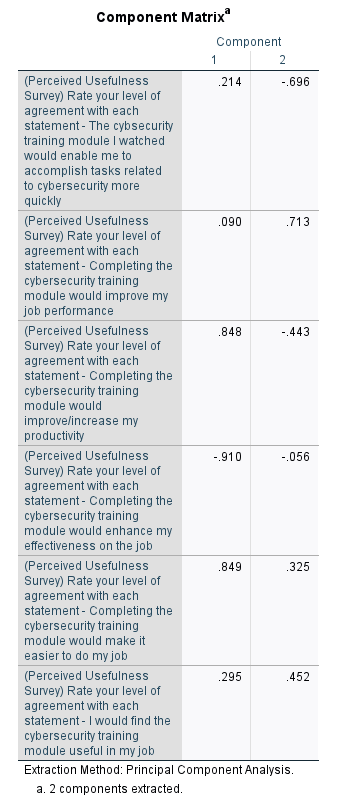 Component Matrixa
Component
1 2
(Perceived Usefulness .214 -.696
Survey) Rate your level of
agreement with each
statement - The cybsecurity
training module I watched
would enable me to
accomplish tasks related
to cybersecurity more
quickly
(Perceived Usefulness .090 .713
Survey) Rate your level of
agreement with each
statement - Completing the
cybersecurity training
module would improve my
job performance
(Perceived Usefulness .848 -.443
Survey) Rate your level of
agreement with each
statement - Completing the
cybersecurity training
module would
improve/increase my
productivity
(Perceived Usefulness -.910 -.056
Survey) Rate your level of
agreement with each
statement - Completing the
cybersecurity training
module would enhance my
effectiveness on the job
(Perceived Usefulness .849 .325
Survey) Rate your level of
agreement with each
statement - Completing the
cybersecurity training
module would make it
easier to do my job
(Perceived Usefulness .295 .452
Survey) Rate your level of
agreement with each
statement - I would find the
cybersecurity training
module useful in my job
Extraction Method: Principal Component Analysis.
a. 2 components extracted.